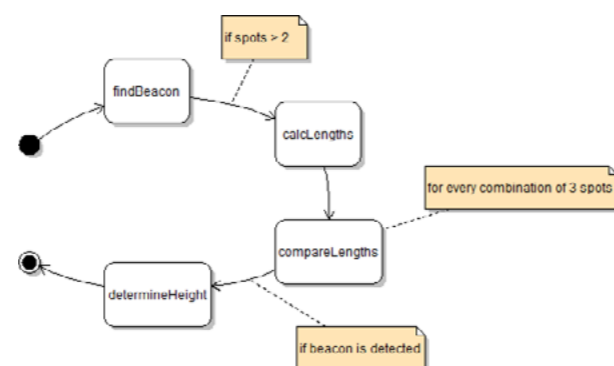 if spots > 2
findBeacon
calcLengths
for every combination of 3 spots
compareLengths
determineHeight
if beacon is detected